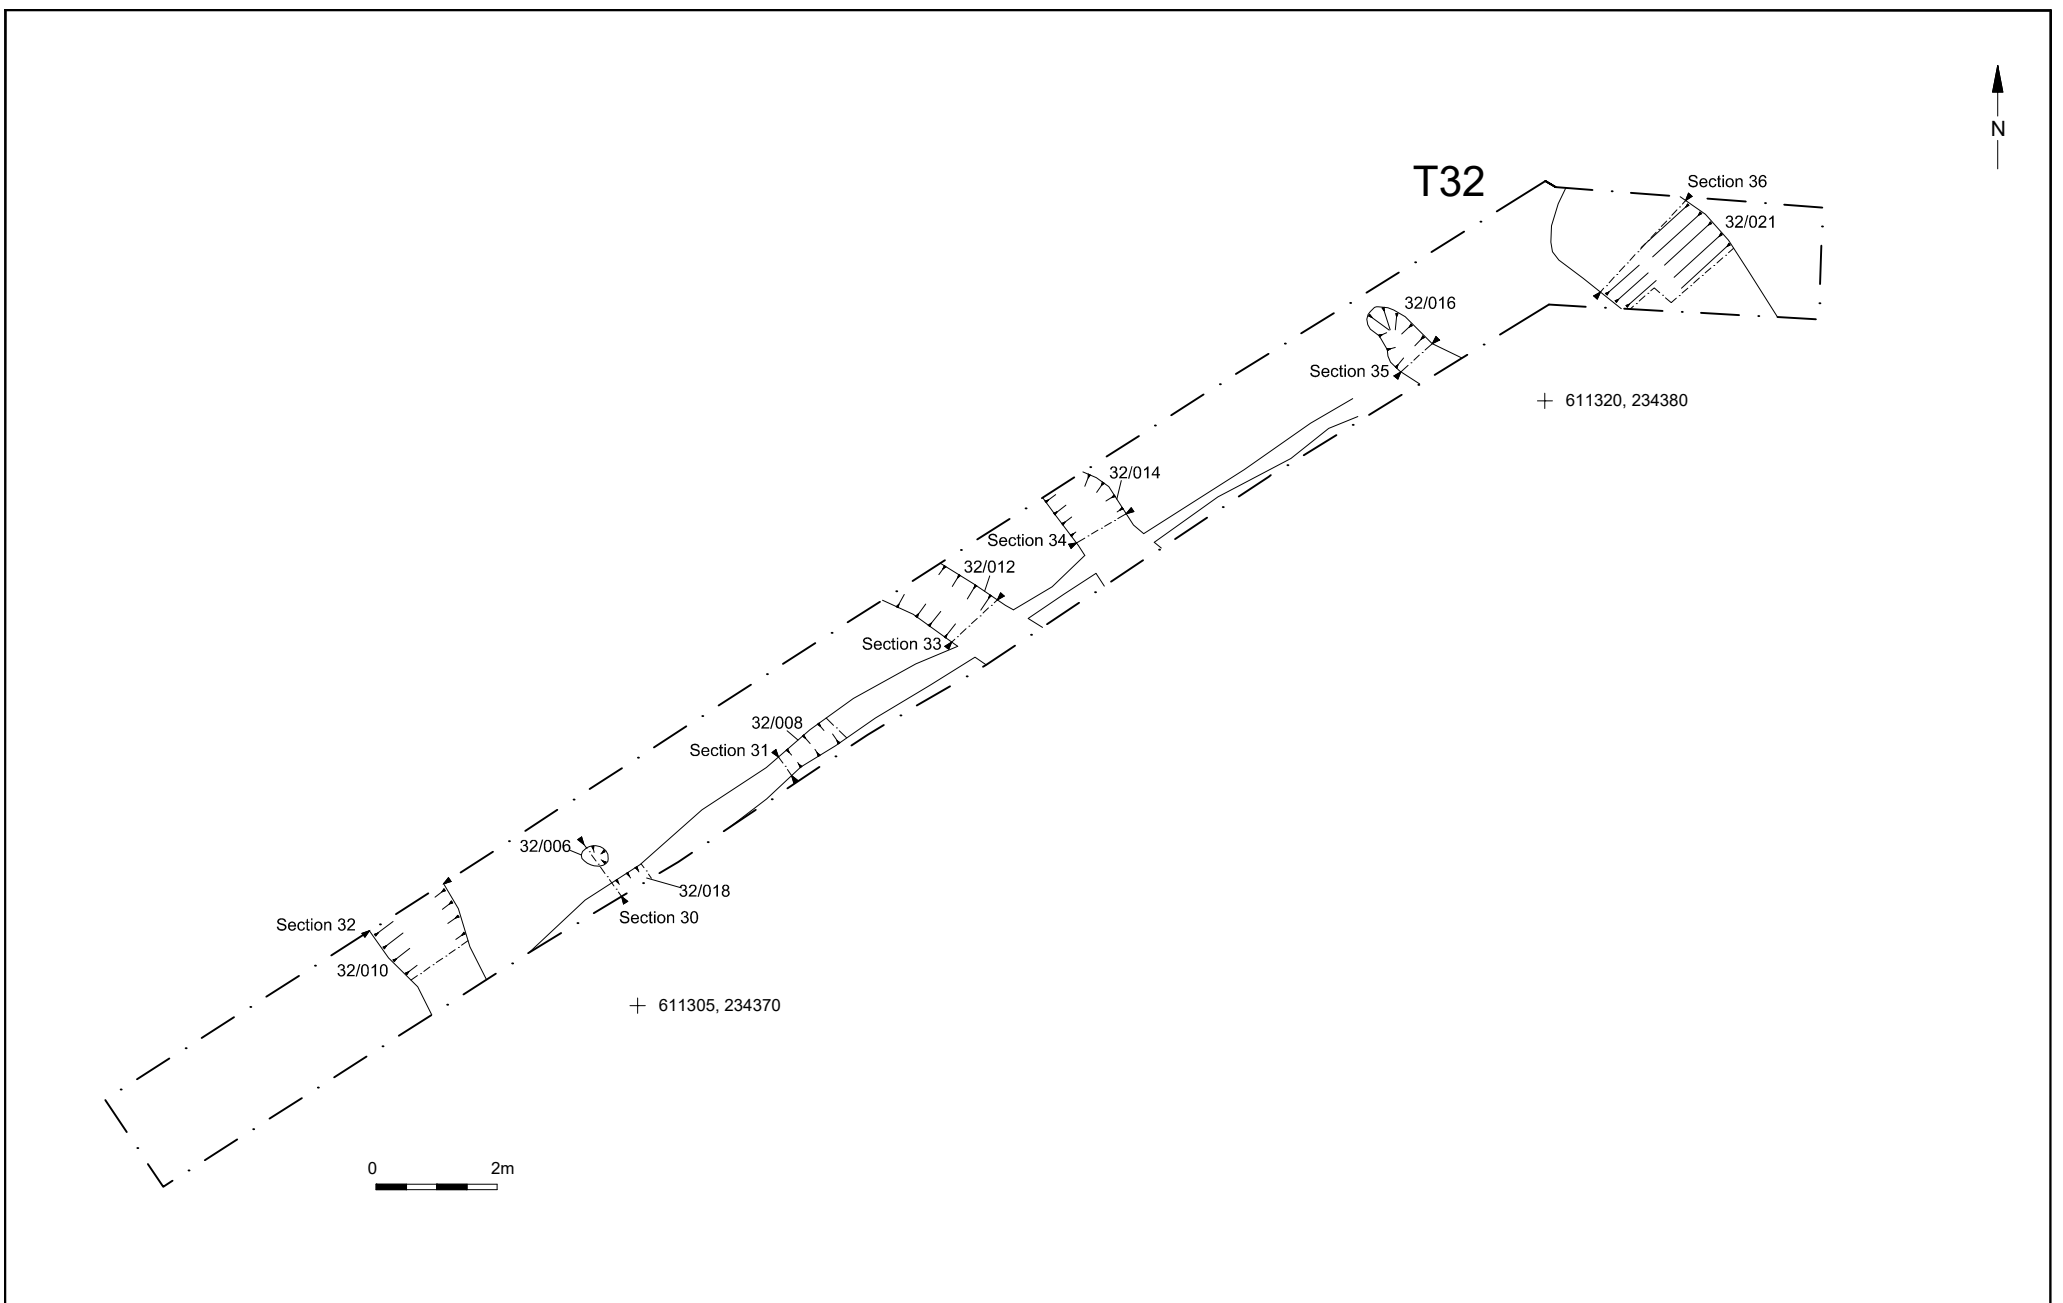 N
T32
Section 36
32/021
32/016
Section 35
611320, 234380
32/014
Section 34
32/012
Section 33
32/008
Section 31
32/006
32/018
Section 30
Section 32
32/010
611305, 234370
0 2m